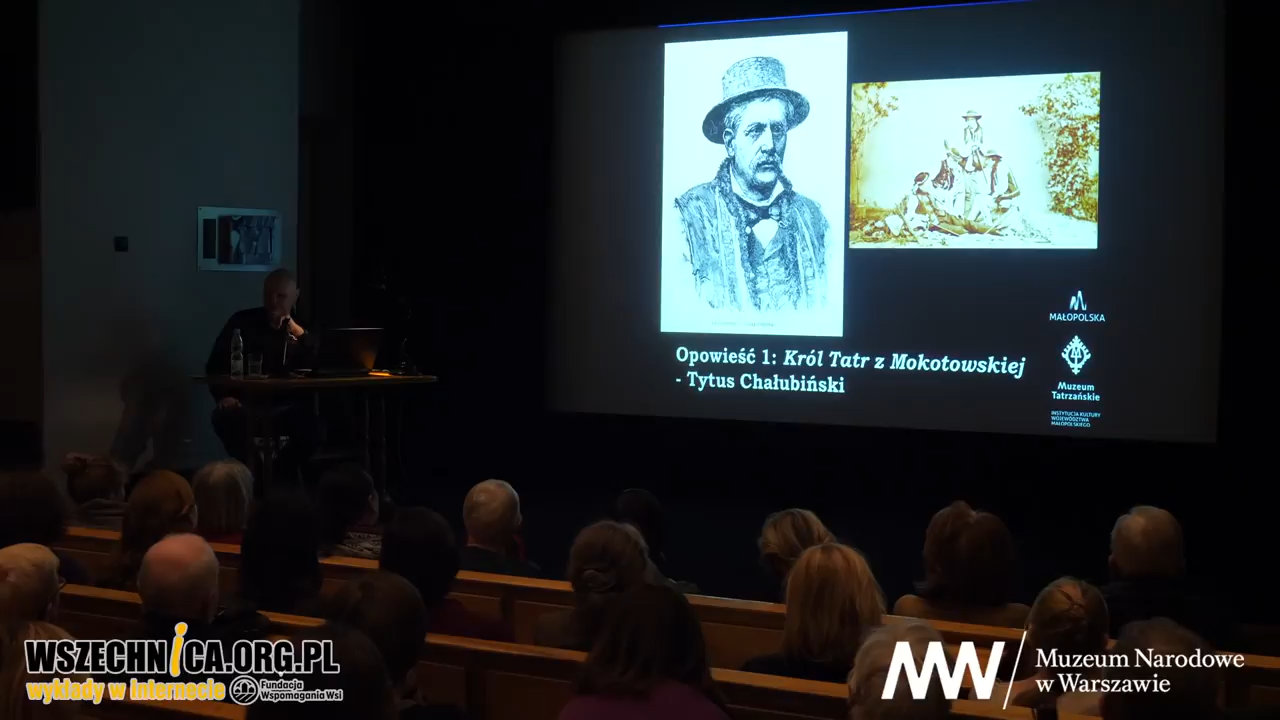 Opowieść 1: Król Tatr z Mokotowskiej
- Tytus Chałubiński
MAŁOPOLSKA
Muzeum
Tatrzańskie
INSTYTUCJA KULTURY
WOJEWÓDZTWA
MAŁOPOLSKIEGO
WSZECHNICA.ORG.PL
wykłady w internecie
Fundacja
Wspomagania Wsi
Muzeum Narodowe
w Warszawie